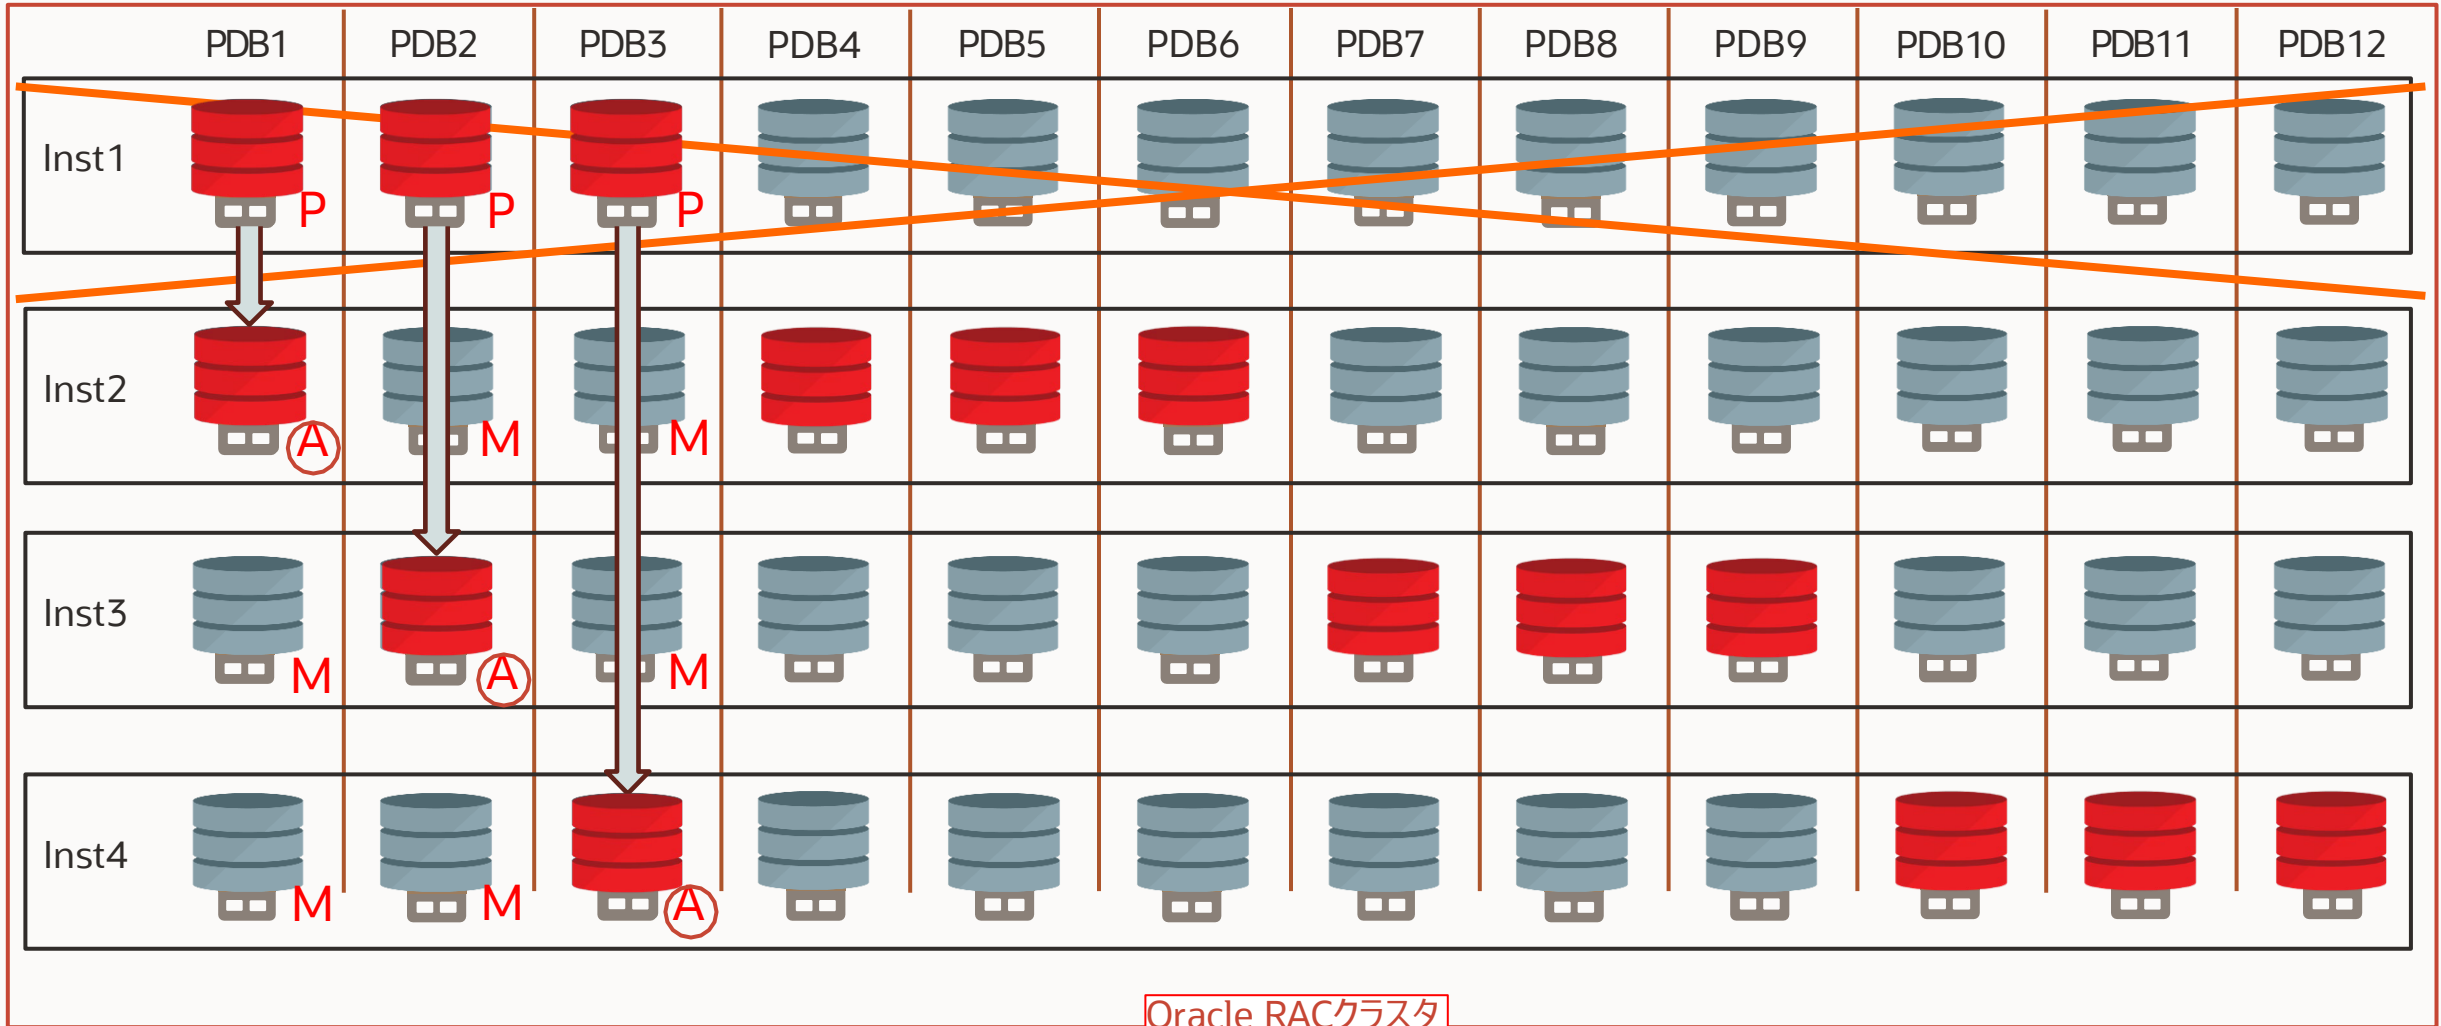 PDB1 PDB2 PDB3 PDB4 PDB5 PDB6 PDB7 PDB8 PDB9 PDB10 PDB11 PDB12
Inst1
P P P
Inst2
A M M
Inst3
M A M
Inst4
M M A
Oracle RACクラスタ